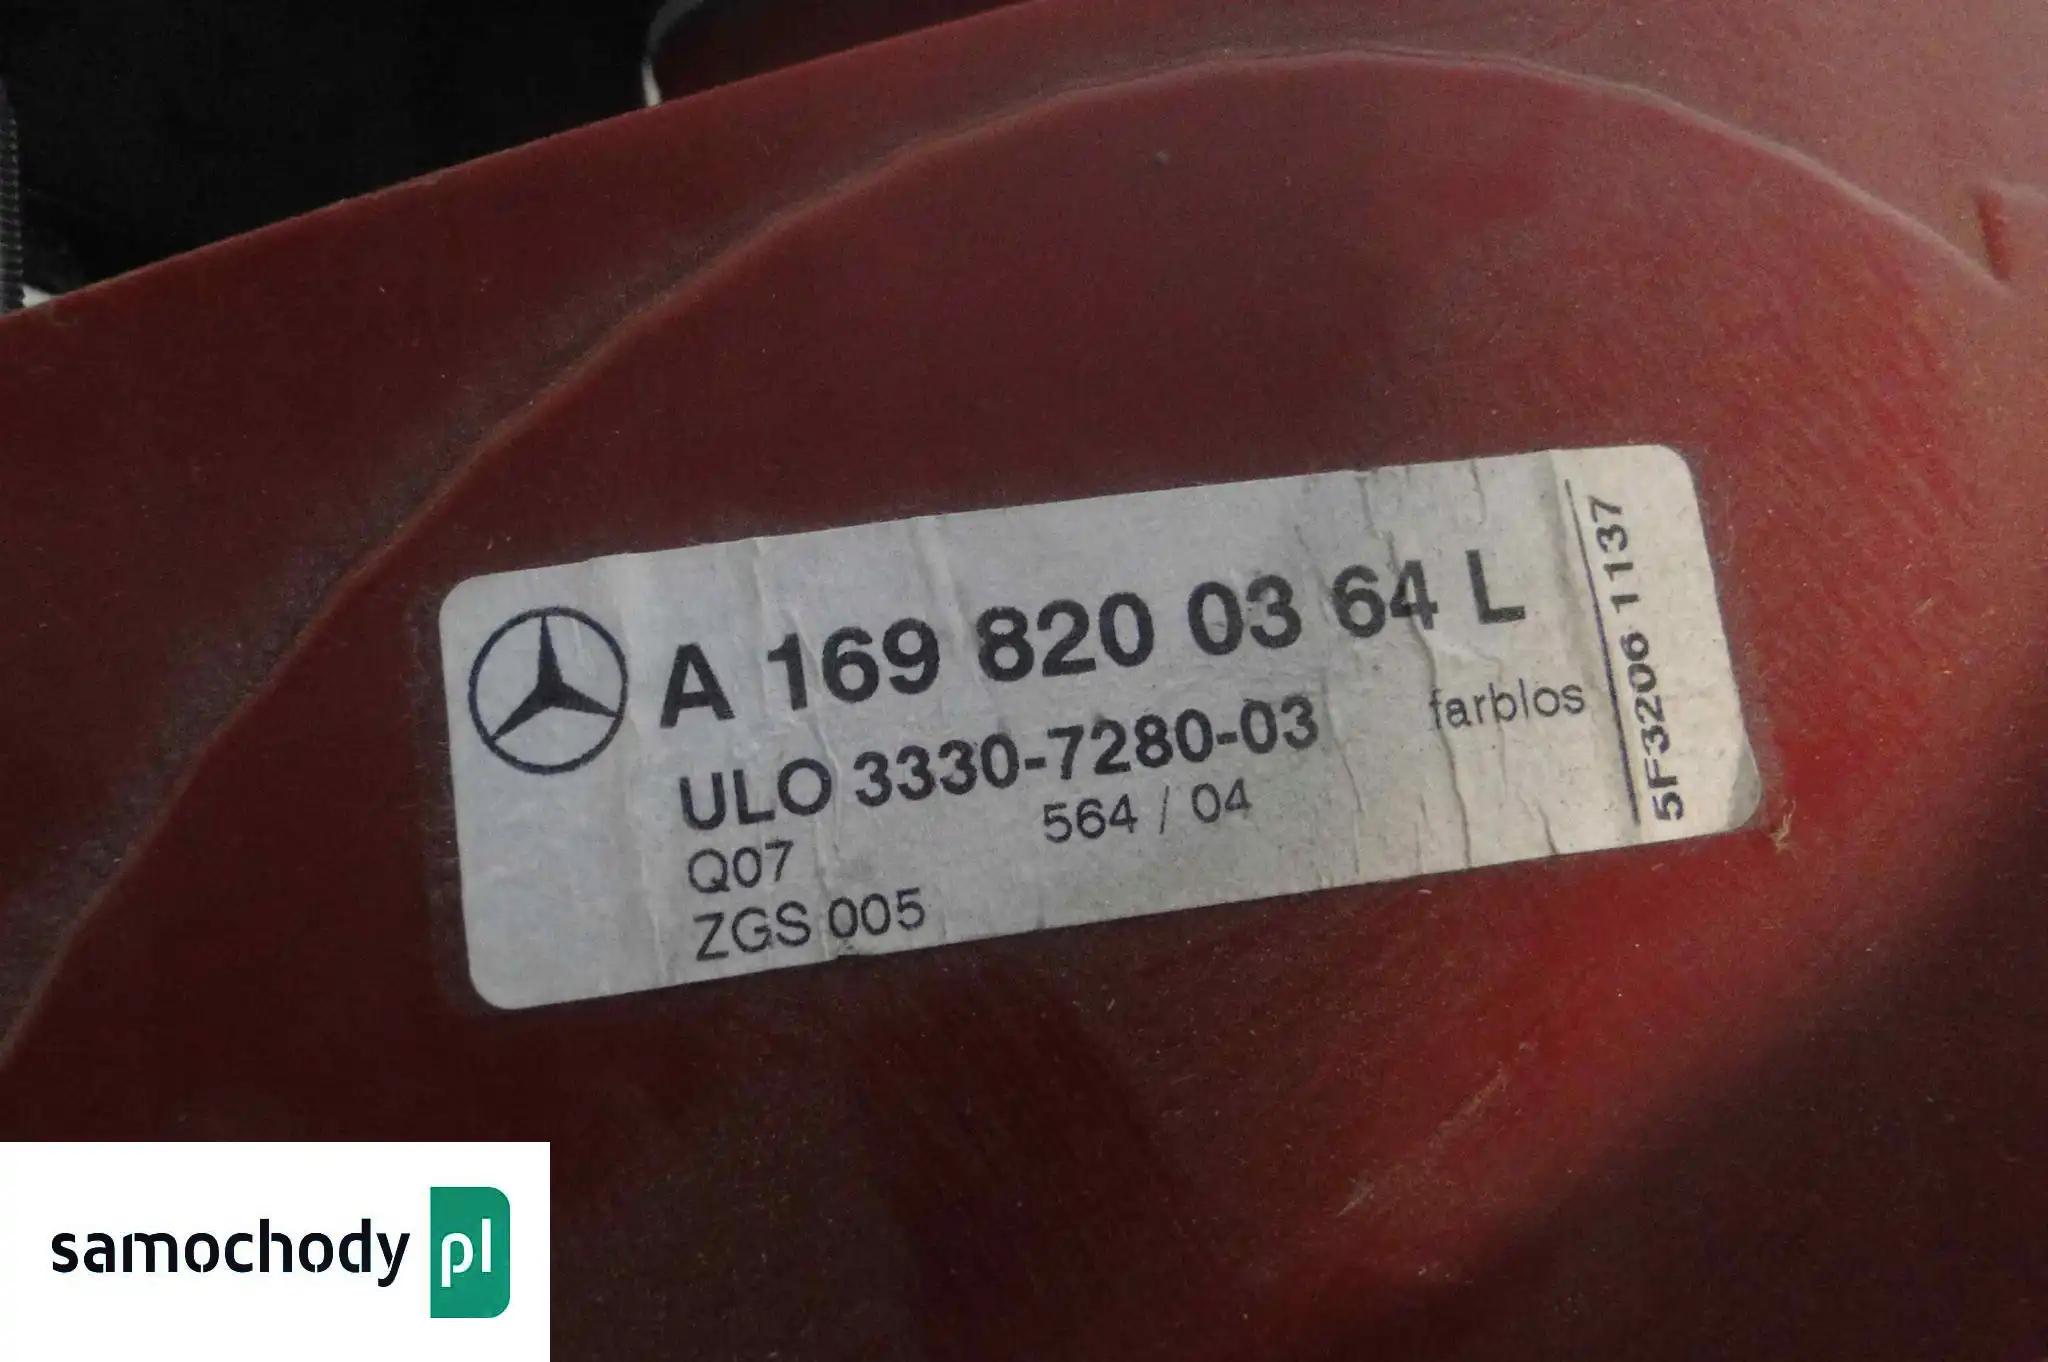 A 169 820 03 64 L
ULO 3330-7280-03 farblos
Q07 564 / 04
ZGS 005
5F3206 1137
samochody pl